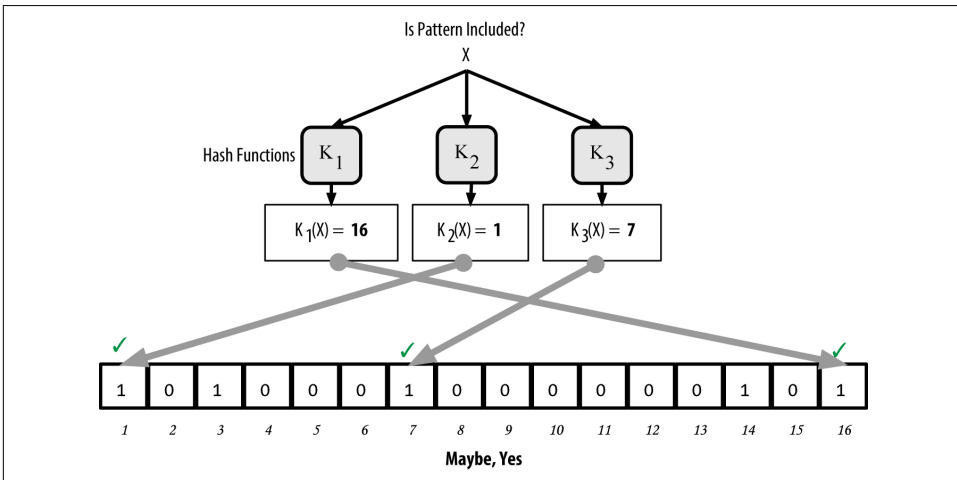 Is Pattern Included?
X
Hash Functions K1 K2 K3
K1(X) = 16 K2(X) = 1 K3(X) = 7
✓ ✓ ✓
1 0 1 0 0 0 1 0 0 0 0 0 0 1 0 1
1 2 3 4 5 6 7 8 9 10 11 12 13 14 15 16
Maybe, Yes